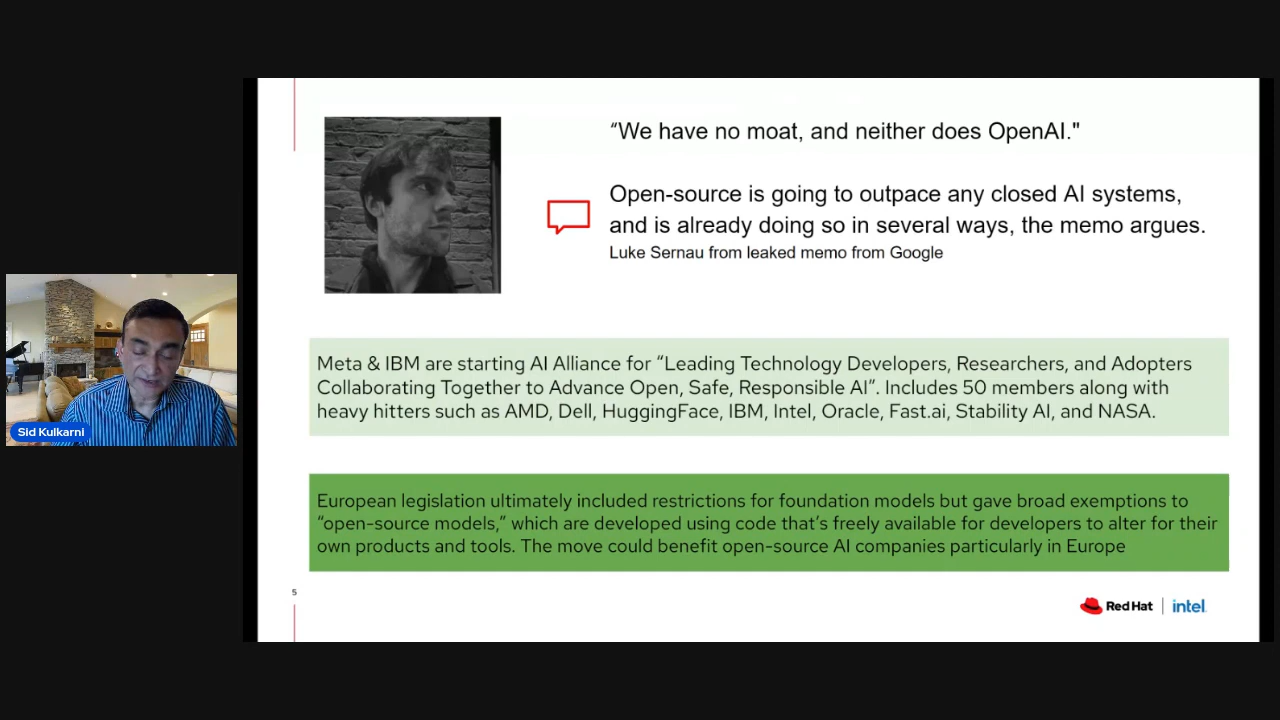 “We have no moat, and neither does OpenAI."
Open-source is going to outpace any closed AI systems,
and is already doing so in several ways, the memo argues.
Luke Sernau from leaked memo from Google
Sid Kulkarni
Meta & IBM are starting AI Alliance for “Leading Technology Developers, Researchers, and Adopters
Collaborating Together to Advance Open, Safe, Responsible AI”. Includes 50 members along with
heavy hitters such as AMD, Dell, HuggingFace, IBM, Intel, Oracle, Fast.ai, Stability AI, and NASA.
European legislation ultimately included restrictions for foundation models but gave broad exemptions to
“open-source models,” which are developed using code that’s freely available for developers to alter for their
own products and tools. The move could benefit open-source AI companies particularly in Europe
5
Red Hat | intel